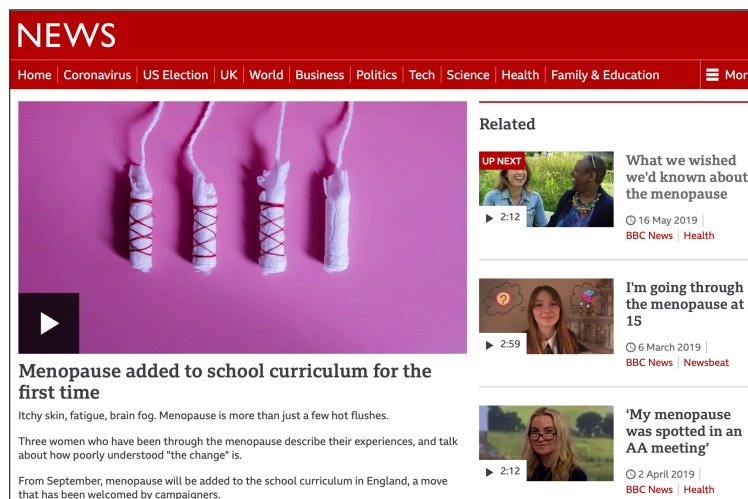 NEWS
Home Coronavirus US Election UK World Business Politics Tech Science Health Family & Education
Menopause added to school curriculum for the
first time
Itchy skin, fatigue, brain fog. Menopause is more than just a few hot flushes.
Three women who have been through the menopause describe their experiences, and talk
about how poorly understood "the change" is.
From September, menopause will be added to the school curriculum in England, a move
that has been welcomed by campaigners.
Related
UP NEXT
2:12
What we wished
we'd known about
the menopause
16 May 2019
BBC News Health
2:59
I'm going through
the menopause at
15
6 March 2019
BBC News Newsbeat
2:12
‘My menopause
was spotted in an
AA meeting’
2 April 2019
BBC News Health